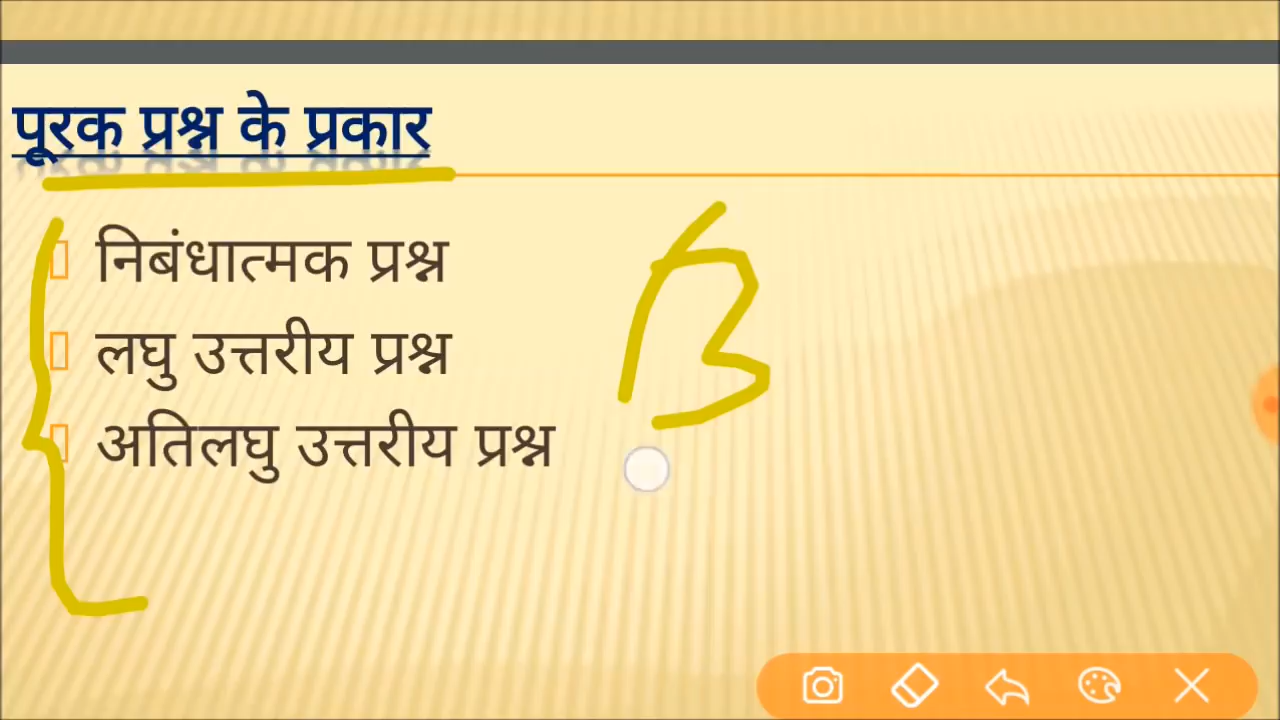 पूरक प्रश्न के प्रकार
निबंधात्मक प्रश्न
लघु उत्तरीय प्रश्न
अतिलघु उत्तरीय प्रश्न